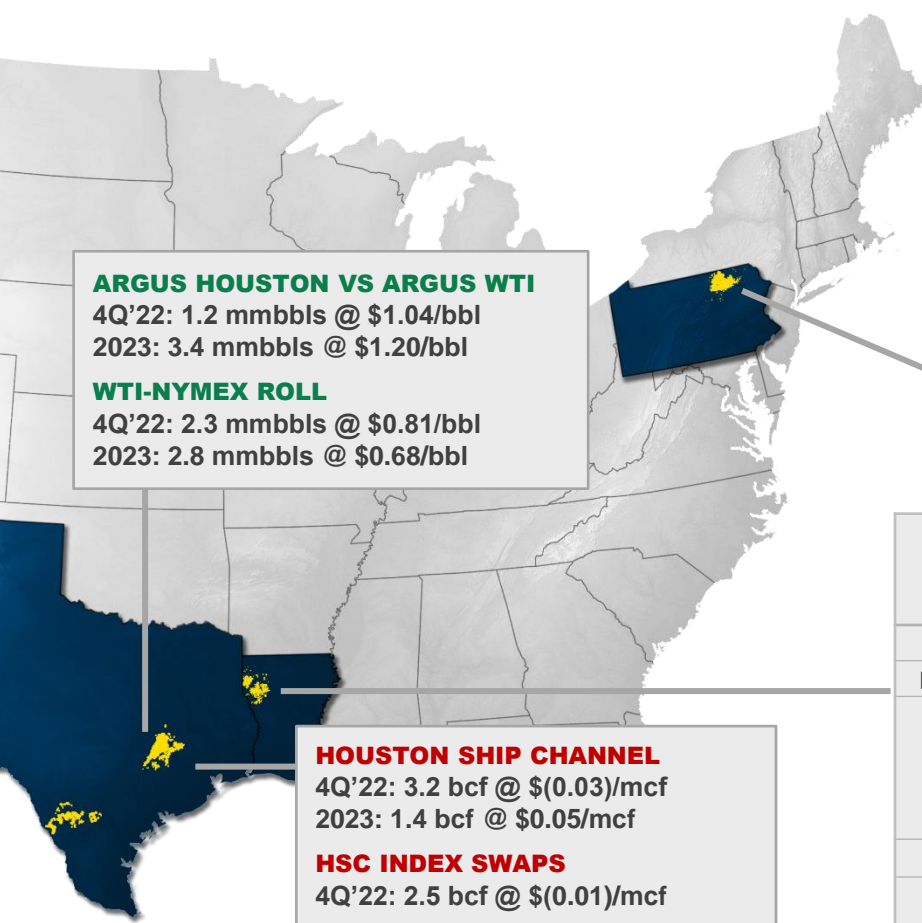 ARGUS HOUSTON VS ARGUS WTI
4Q’22: 1.2 mmbbls @ $1.04/bbl
2023: 3.4 mmbbls @ $1.20/bbl
WTI-NYMEX ROLL
4Q’22: 2.3 mmbbls @ $0.81/bbl
2023: 2.8 mmbbls @ $0.68/bbl
HOUSTON SHIP CHANNEL
4Q’22: 3.2 bcf @ $(0.03)/mcf
2023: 1.4 bcf @ $0.05/mcf
HSC INDEX SWAPS
4Q’22: 2.5 bcf @ $(0.01)/mcf